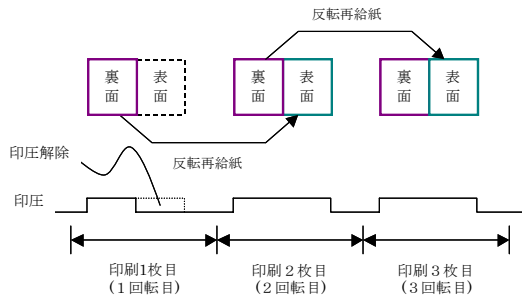 反転再給紙
裏面
表面
裏面
表面
裏面
表面
反転再給紙
印圧解除
印圧
印刷1枚目
(1回転目)
印刷２枚目
(２回転目)
印刷３枚目
(３回転目)